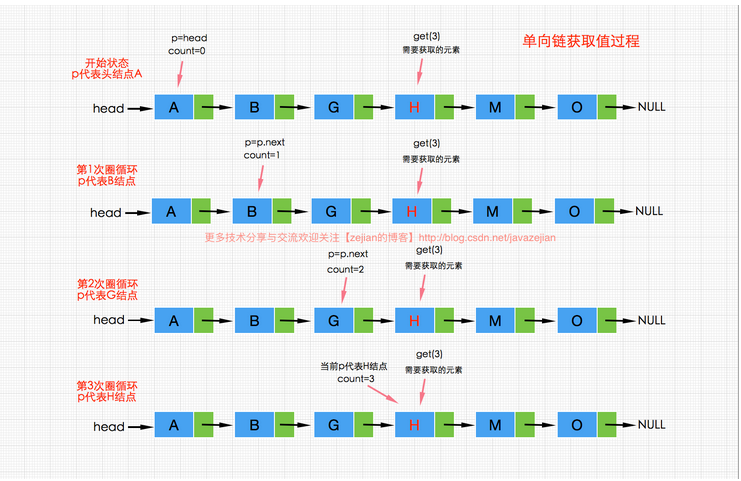 单向链获取值过程
p=head
count=0
get(3)
需要获取的元素
开始状态
p代表头结点A
head A B G H M O NULL
p=p.next
count=1
get(3)
需要获取的元素
第1次圈循环
p代表B结点
head A B G H M O NULL
更多技术分享与交流欢迎关注【zejian的博客】http://blog.csdn.net/javazejian
p=p.next
count=2
get(3)
需要获取的元素
第2次圈循环
p代表G结点
head A B G H M O NULL
当前p代表H结点
count=3
get(3)
需要获取的元素
第3次圈循环
p代表H结点
head A B G H M O NULL